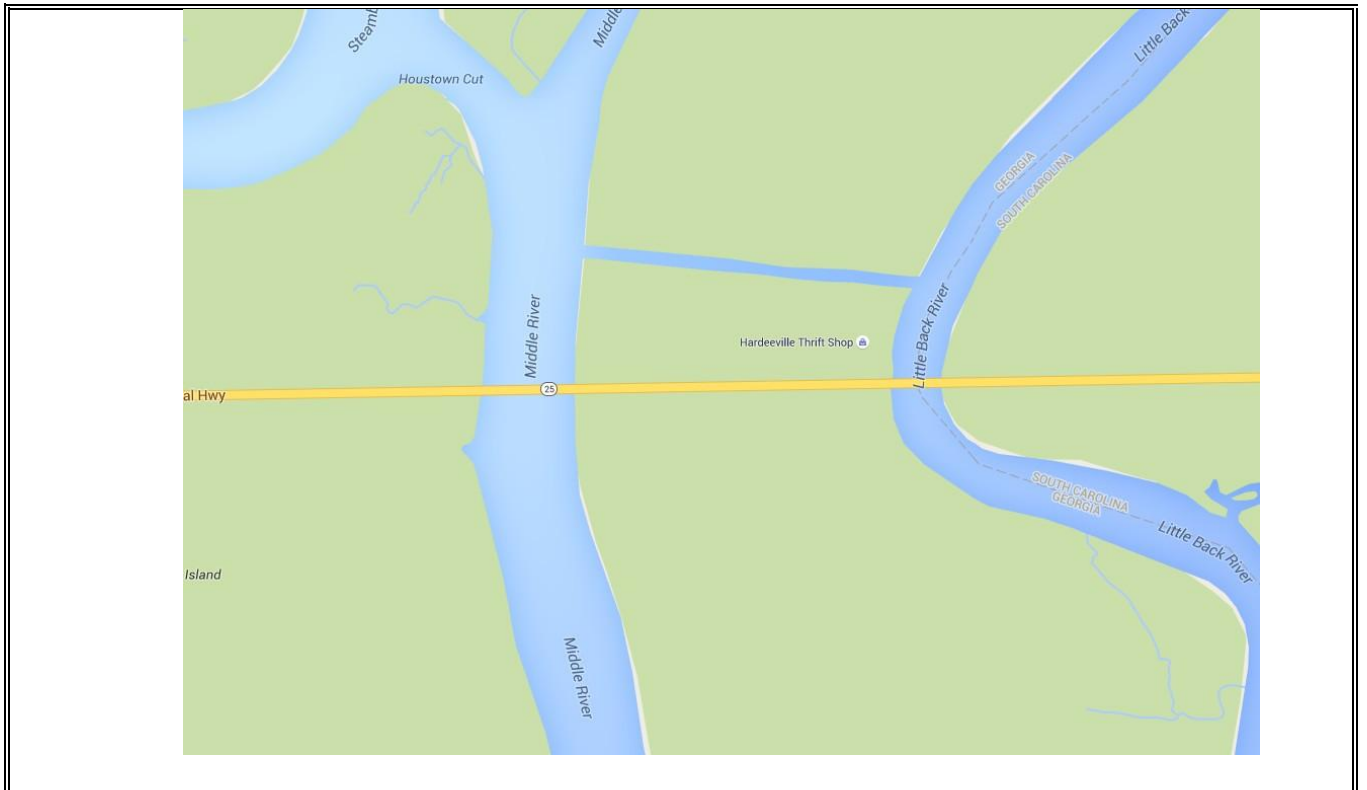 Steamb
Middle
Little Back
Houstown Cut
GEORGIA
SOUTH CAROLINA
Middle River
Little Back River
Hardeeville Thrift Shop
25
al Hwy
SOUTH CAROLINA
GEORGIA
Little Back River
Island
Middle River